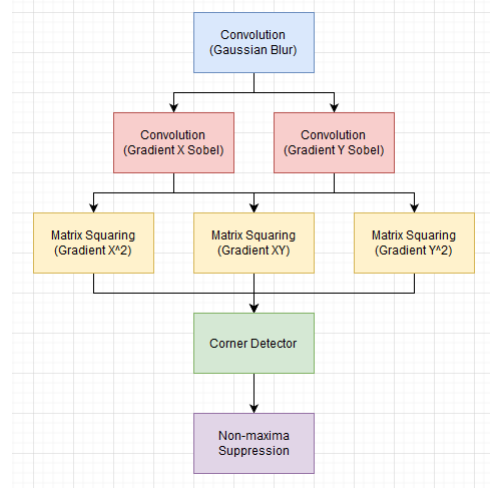 Convolution
(Gaussian Blur)
Convolution
(Gradient X Sobel)
Convolution
(Gradient Y Sobel)
Matrix Squaring
(Gradient X^2)
Matrix Squaring
(Gradient XY)
Matrix Squaring
(Gradient Y^2)
Corner Detector
Non-maxima
Suppression